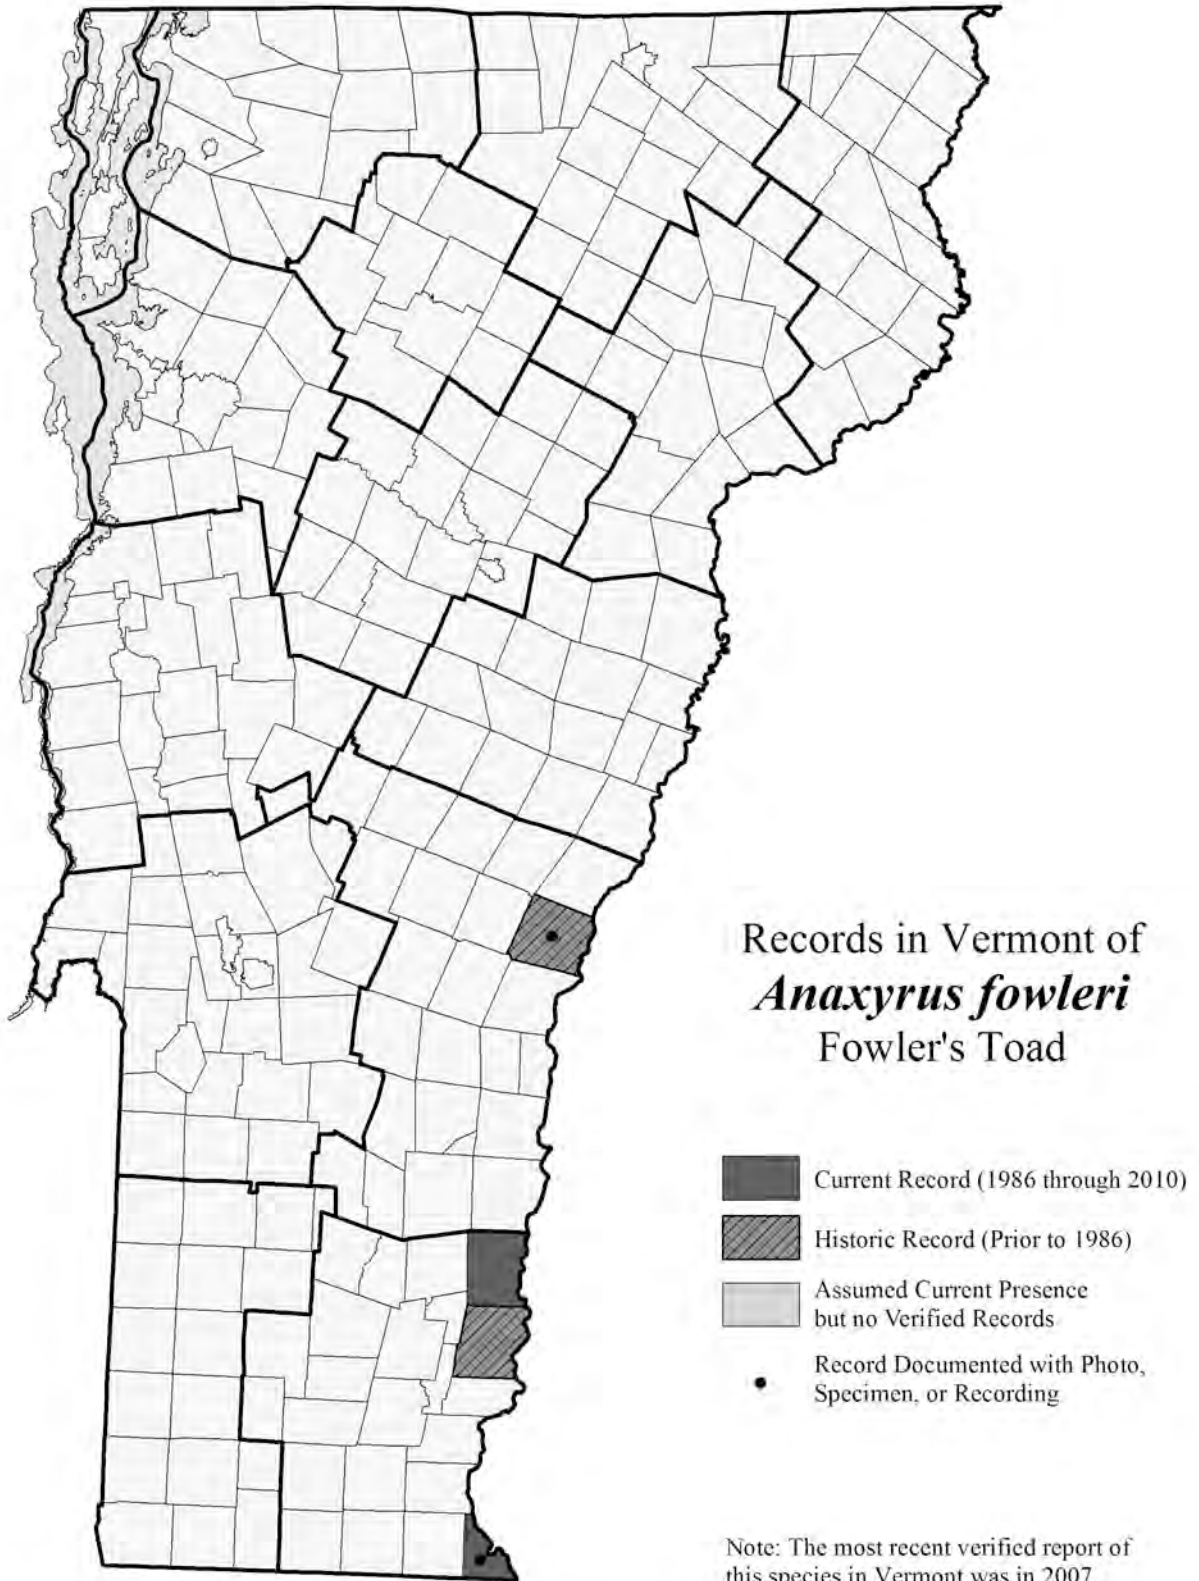 Records in Vermont of
Anaxyrus fowleri
Fowler's Toad
Current Record (1986 through 2010)
Historic Record (Prior to 1986)
Assumed Current Presence
but no Verified Records
Record Documented with Photo,
Specimen, or Recording
Note: The most recent verified report of
this species in Vermont was in 2007